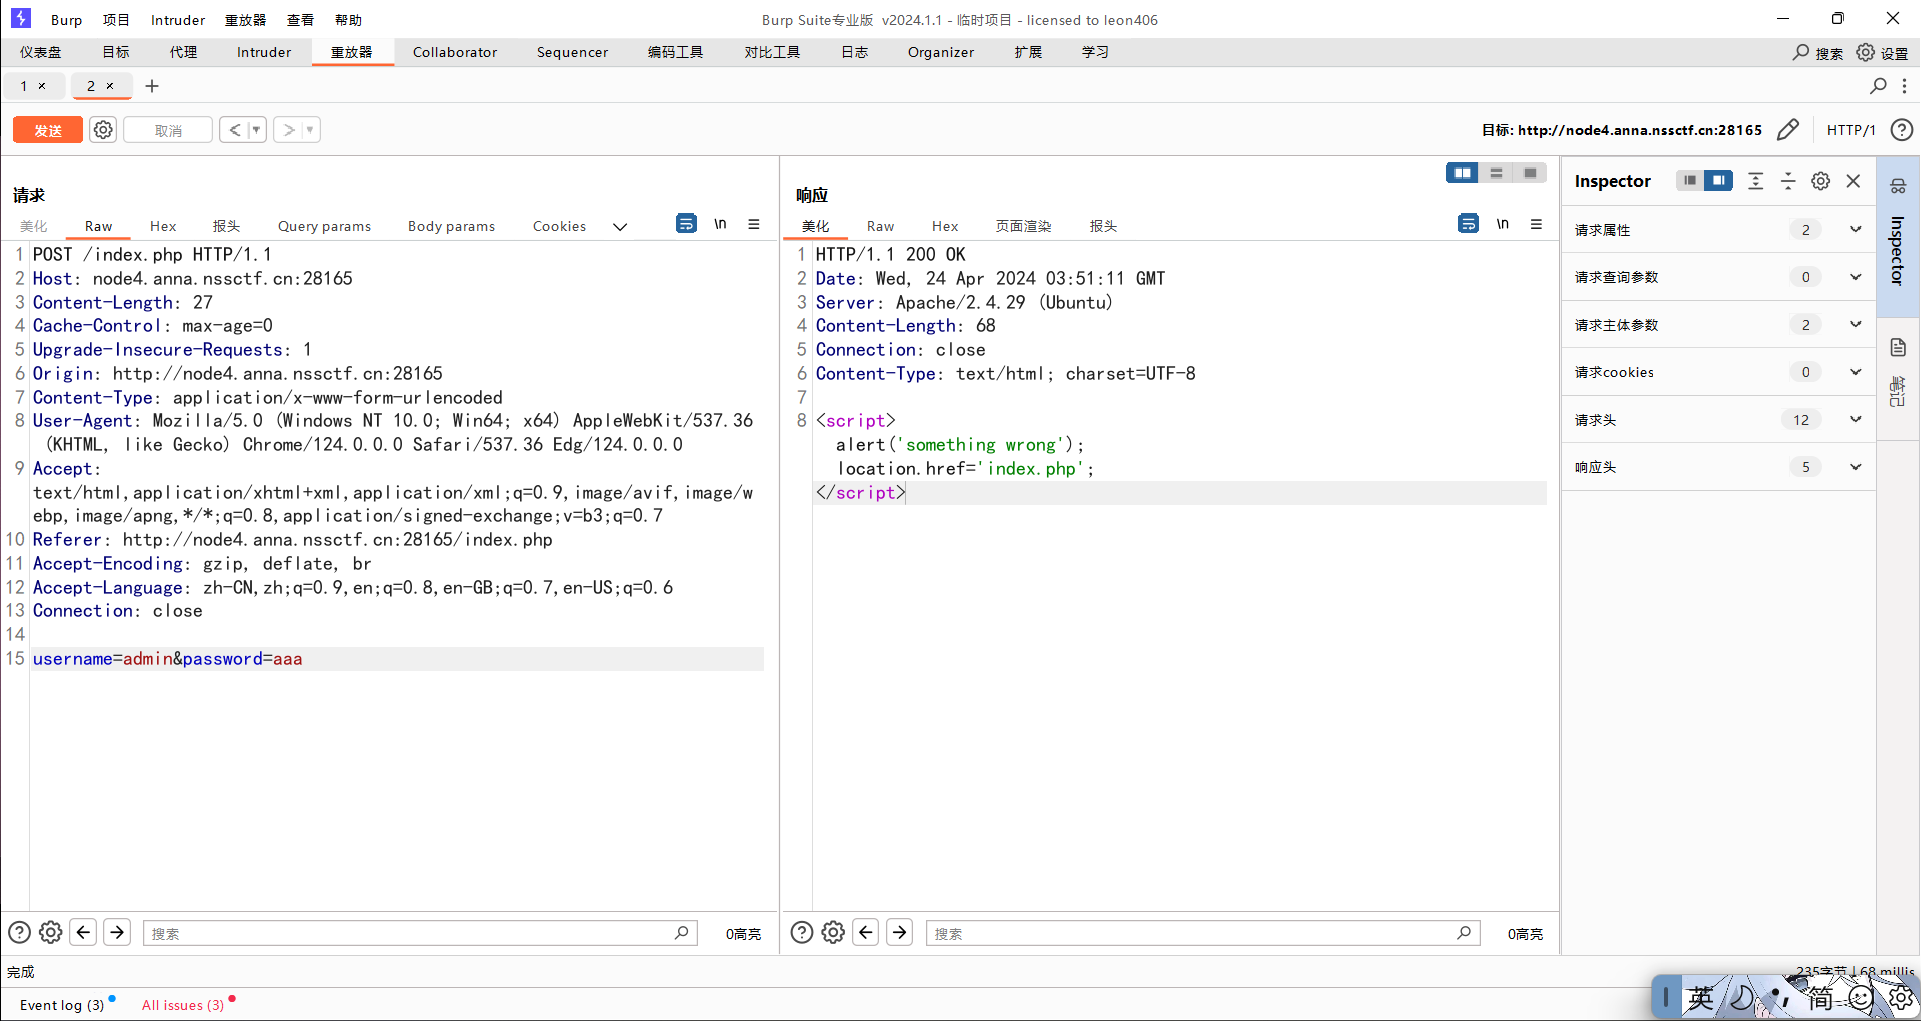 Burp 项目 Intruder 重放器 查看 帮助
Burp Suite专业版 v2024.1.1 - 临时项目 - licensed to leon406
仪表盘 目标 代理 Intruder 重放器 Collaborator Sequencer 编码工具 对比工具 日志 Organizer 扩展 学习
搜索 设置
1 × 2 × +
发送 取消 < >
目标: http://node4.anna.nssctf.cn:28165 HTTP/1
请求
美化 Raw Hex 报头 Query params Body params Cookies \n
1 POST /index.php HTTP/1.1
2 Host: node4.anna.nssctf.cn:28165
3 Content-Length: 27
4 Cache-Control: max-age=0
5 Upgrade-Insecure-Requests: 1
6 Origin: http://node4.anna.nssctf.cn:28165
7 Content-Type: application/x-www-form-urlencoded
8 User-Agent: Mozilla/5.0 (Windows NT 10.0; Win64; x64) AppleWebKit/537.36
(KHTML, like Gecko) Chrome/124.0.0.0 Safari/537.36 Edg/124.0.0.0
9 Accept:
text/html,application/xhtml+xml,application/xml;q=0.9,image/avif,image/w
ebp,image/apng,*/*;q=0.8,application/signed-exchange;v=b3;q=0.7
10 Referer: http://node4.anna.nssctf.cn:28165/index.php
11 Accept-Encoding: gzip, deflate, br
12 Accept-Language: zh-CN,zh;q=0.9,en;q=0.8,en-GB;q=0.7,en-US;q=0.6
13 Connection: close
14
15 username=admin&password=aaa
搜索 0高亮
响应
美化 Raw Hex 页面渲染 报头 \n
1 HTTP/1.1 200 OK
2 Date: Wed, 24 Apr 2024 03:51:11 GMT
3 Server: Apache/2.4.29 (Ubuntu)
4 Content-Length: 68
5 Connection: close
6 Content-Type: text/html; charset=UTF-8
7
8 <script>
alert('something wrong');
location.href='index.php';
</script>
搜索 0高亮
Inspector
请求属性 2
请求查询参数 0
请求主体参数 2
请求cookies 0
请求头 12
响应头 5
Inspector
笔记
完成
235字节 | 68 millis
Event log (3) All issues (3)
英 简